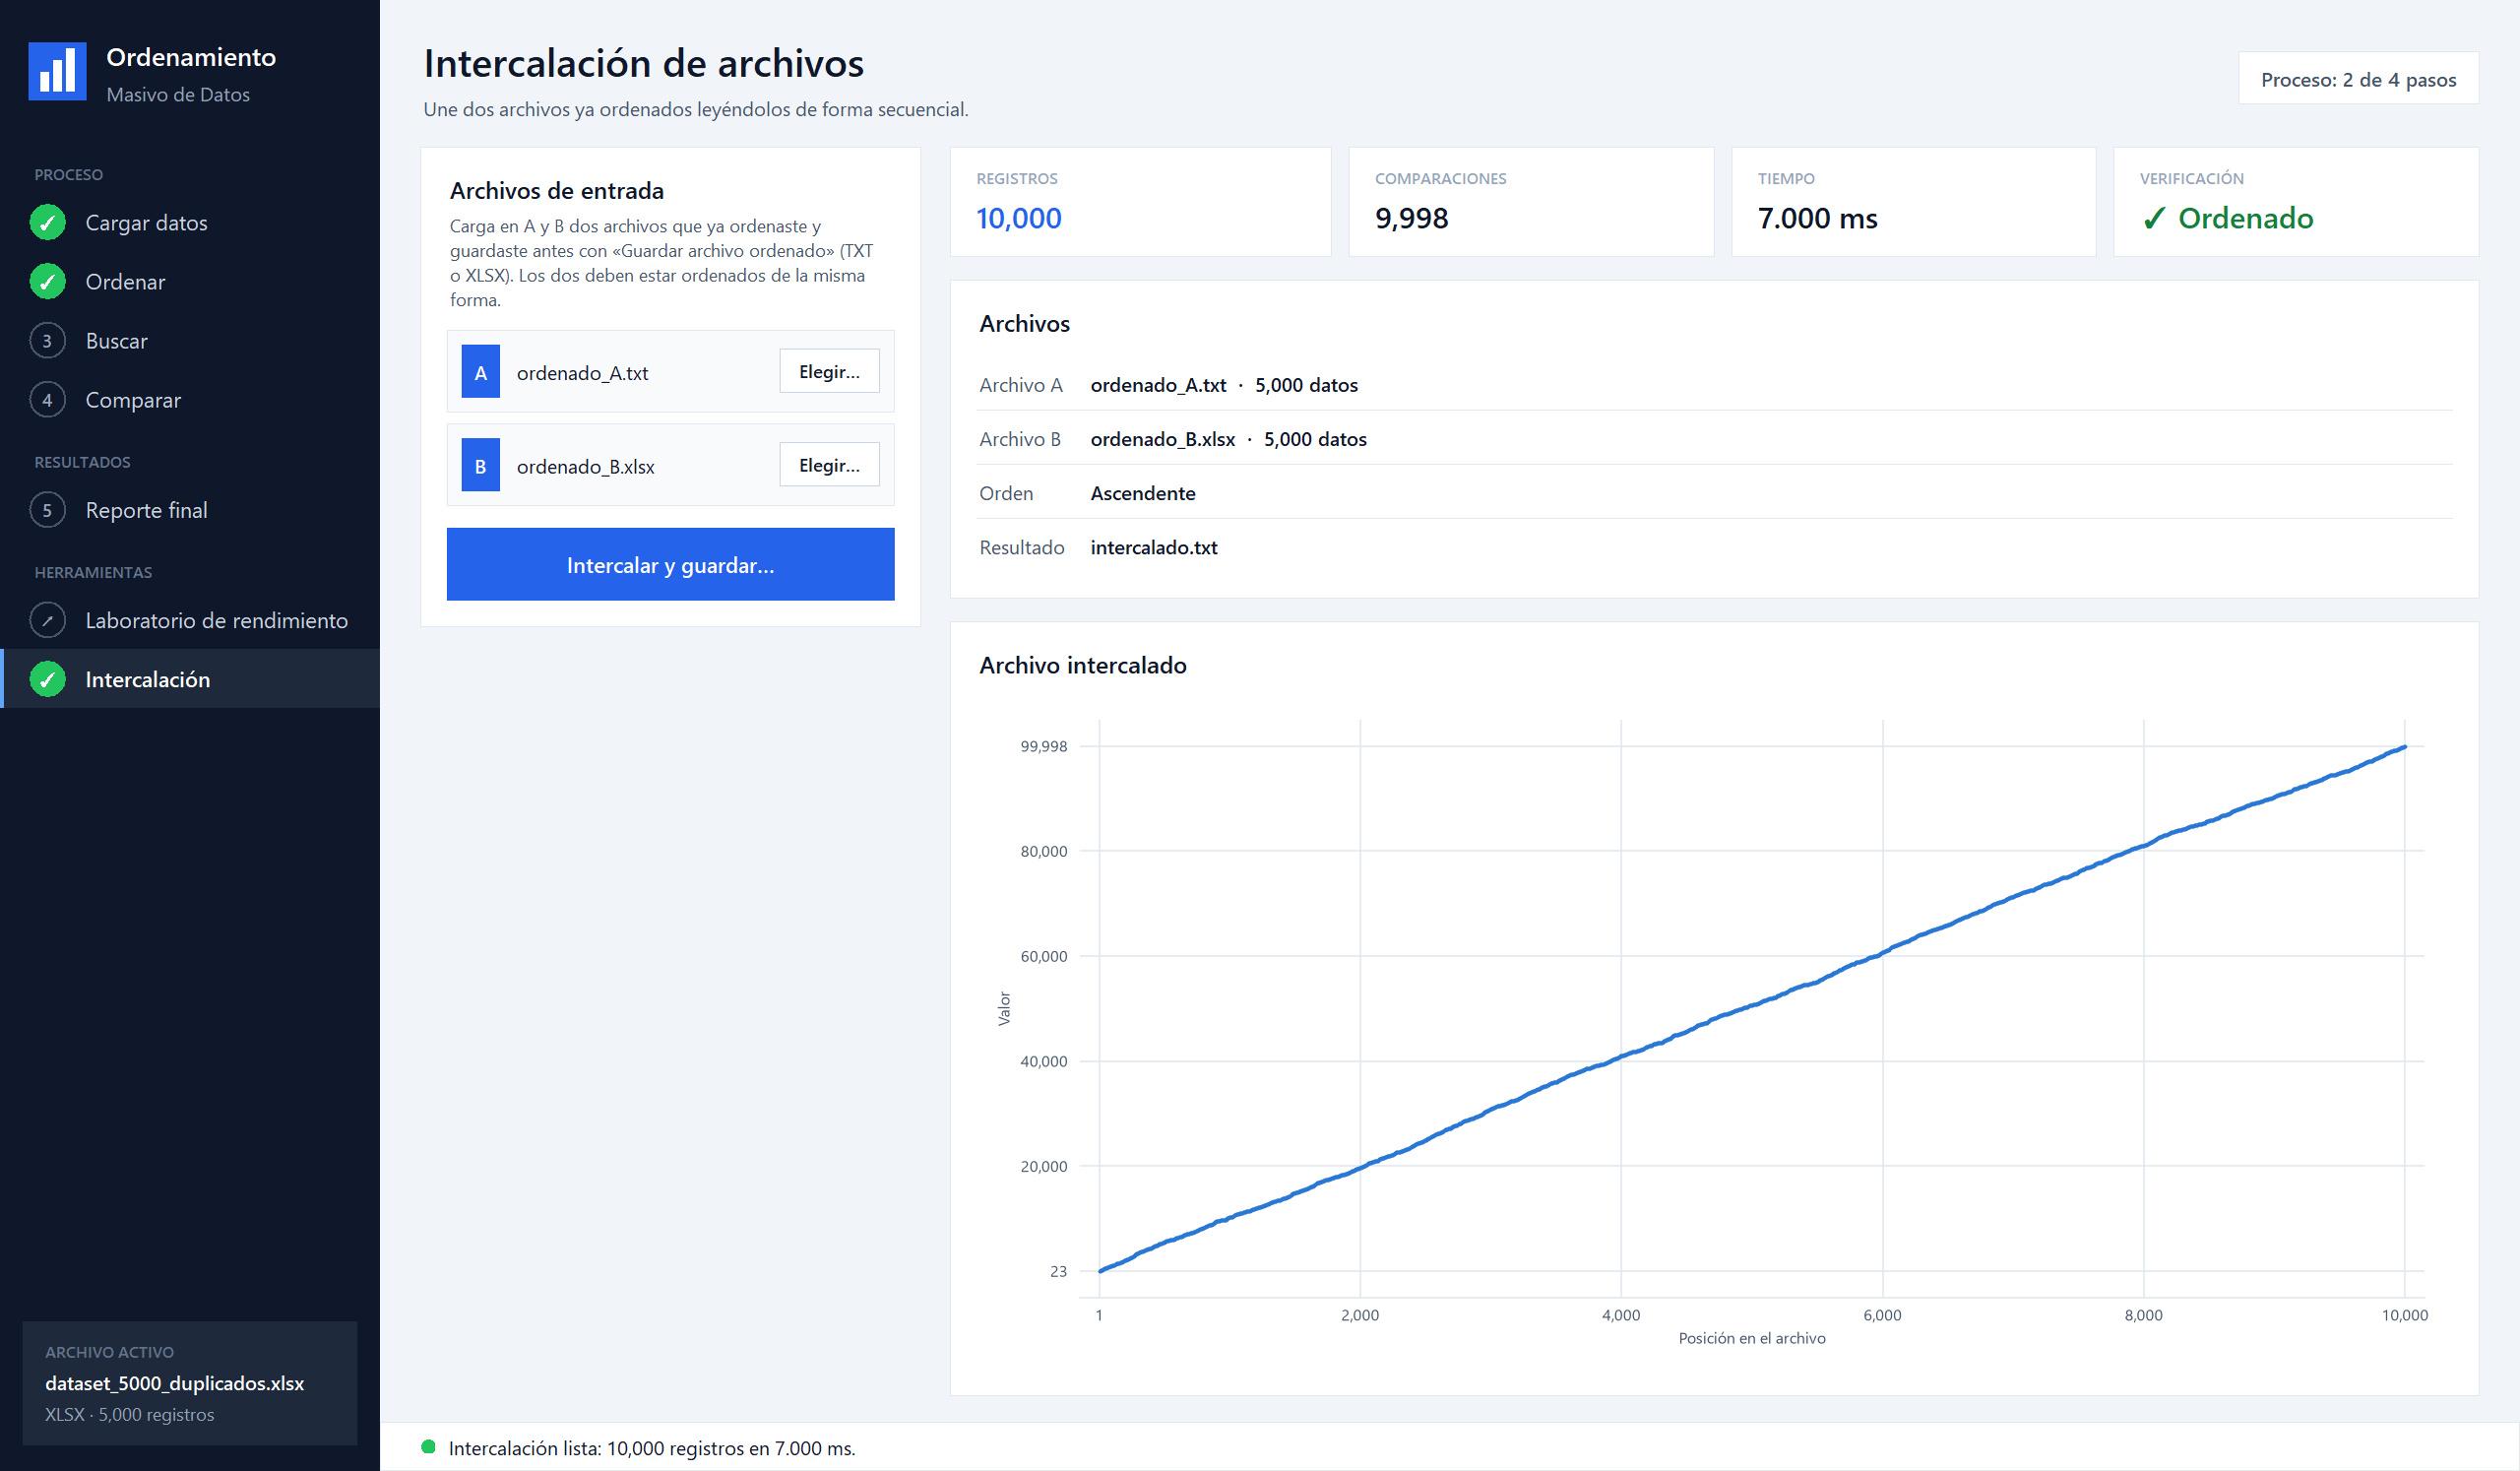 Ordenamiento
Masivo de Datos
PROCESO
✓ Cargar datos
✓ Ordenar
3 Buscar
4 Comparar
RESULTADOS
5 Reporte final
HERRAMIENTAS
Laboratorio de rendimiento
✓ Intercalación
ARCHIVO ACTIVO
dataset_5000_duplicados.xlsx
XLSX · 5,000 registros
Intercalación de archivos
Une dos archivos ya ordenados leyéndolos de forma secuencial.
Proceso: 2 de 4 pasos
Archivos de entrada
Carga en A y B dos archivos que ya ordenaste y
guardaste antes con «Guardar archivo ordenado» (TXT
o XLSX). Los dos deben estar ordenados de la misma
forma.
A ordenado_A.txt Elegir...
B ordenado_B.xlsx Elegir...
Intercalar y guardar...
REGISTROS
10,000
COMPARACIONES
9,998
TIEMPO
7.000 ms
VERIFICACIÓN
✓ Ordenado
Archivos
Archivo A ordenado_A.txt · 5,000 datos
Archivo B ordenado_B.xlsx · 5,000 datos
Orden Ascendente
Resultado intercalado.txt
Archivo intercalado
99,998
80,000
60,000
40,000
20,000
23
Valor
1 2,000 4,000 6,000 8,000 10,000
Posición en el archivo
Intercalación lista: 10,000 registros en 7.000 ms.